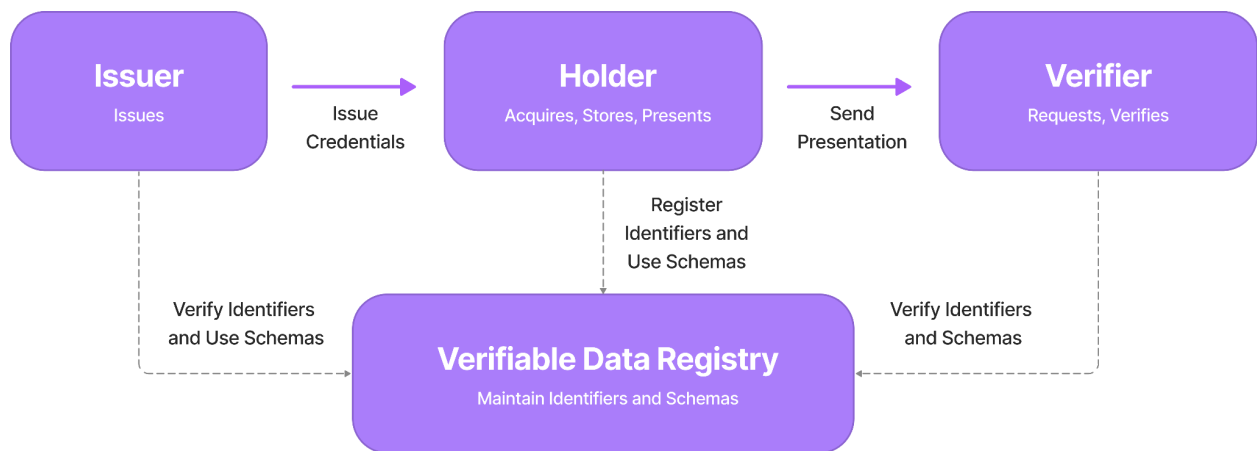 Issuer
Issues
Issue
Credentials
Holder
Acquires, Stores, Presents
Send
Presentation
Verifier
Requests, Verifies
Register
Identifiers and
Use Schemas
Verify Identifiers
and Use Schemas
Verify Identifiers
and Schemas
Verifiable Data Registry
Maintain Identifiers and Schemas